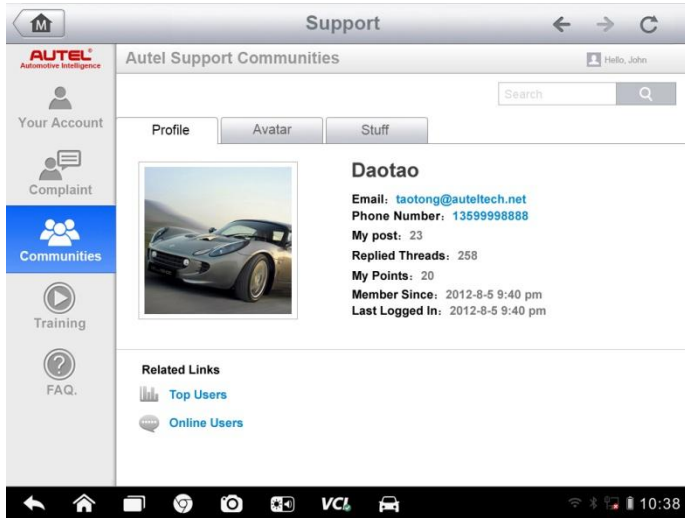 M
Support
AUTEL®
Automotive Intelligence
Autel Support Communities
Hello, John
Search
Your Account
Complaint
Communities
Training
FAQ.
Profile
Avatar
Stuff
Daotao
Email: taotong@auteltech.net
Phone Number: 13599998888
My post: 23
Replied Threads: 258
My Points: 20
Member Since: 2012-8-5 9:40 pm
Last Logged In: 2012-8-5 9:40 pm
Related Links
Top Users
Online Users
VCI
10:38